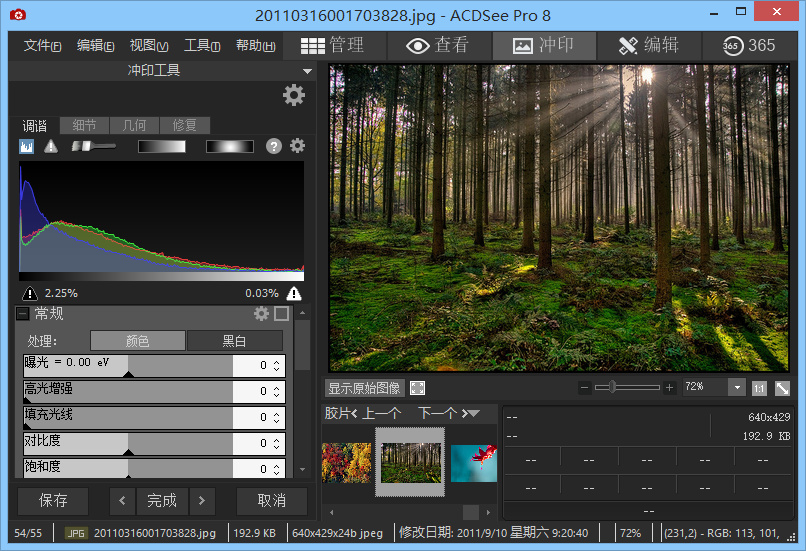 20110316001703828.jpg - ACDSee Pro 8
文件(F) 编辑(E) 视图(V) 工具(T) 帮助(H) 管理 查看 冲印 编辑 365 365
冲印工具
调谐 细节 几何 修复
?
2.25% 0.03%
常规
处理: 颜色 黑白
曝光 = 0.00 eV 0
高光增强 0
填充光线 0
对比度 0
饱和度 0
保存 < 完成 > 取消
显示原始图像 72% 1:1
胶片 < 上一个 下一个 >
-- 640x429
-- 192.9 KB
-- -- -- -- --
-- -- -- -- --
--
54/55 JPG 20110316001703828.jpg 192.9 KB 640x429x24b jpeg 修改日期: 2011/9/10 星期六 9:20:40 72% (231,2) - RGB: 113, 101,